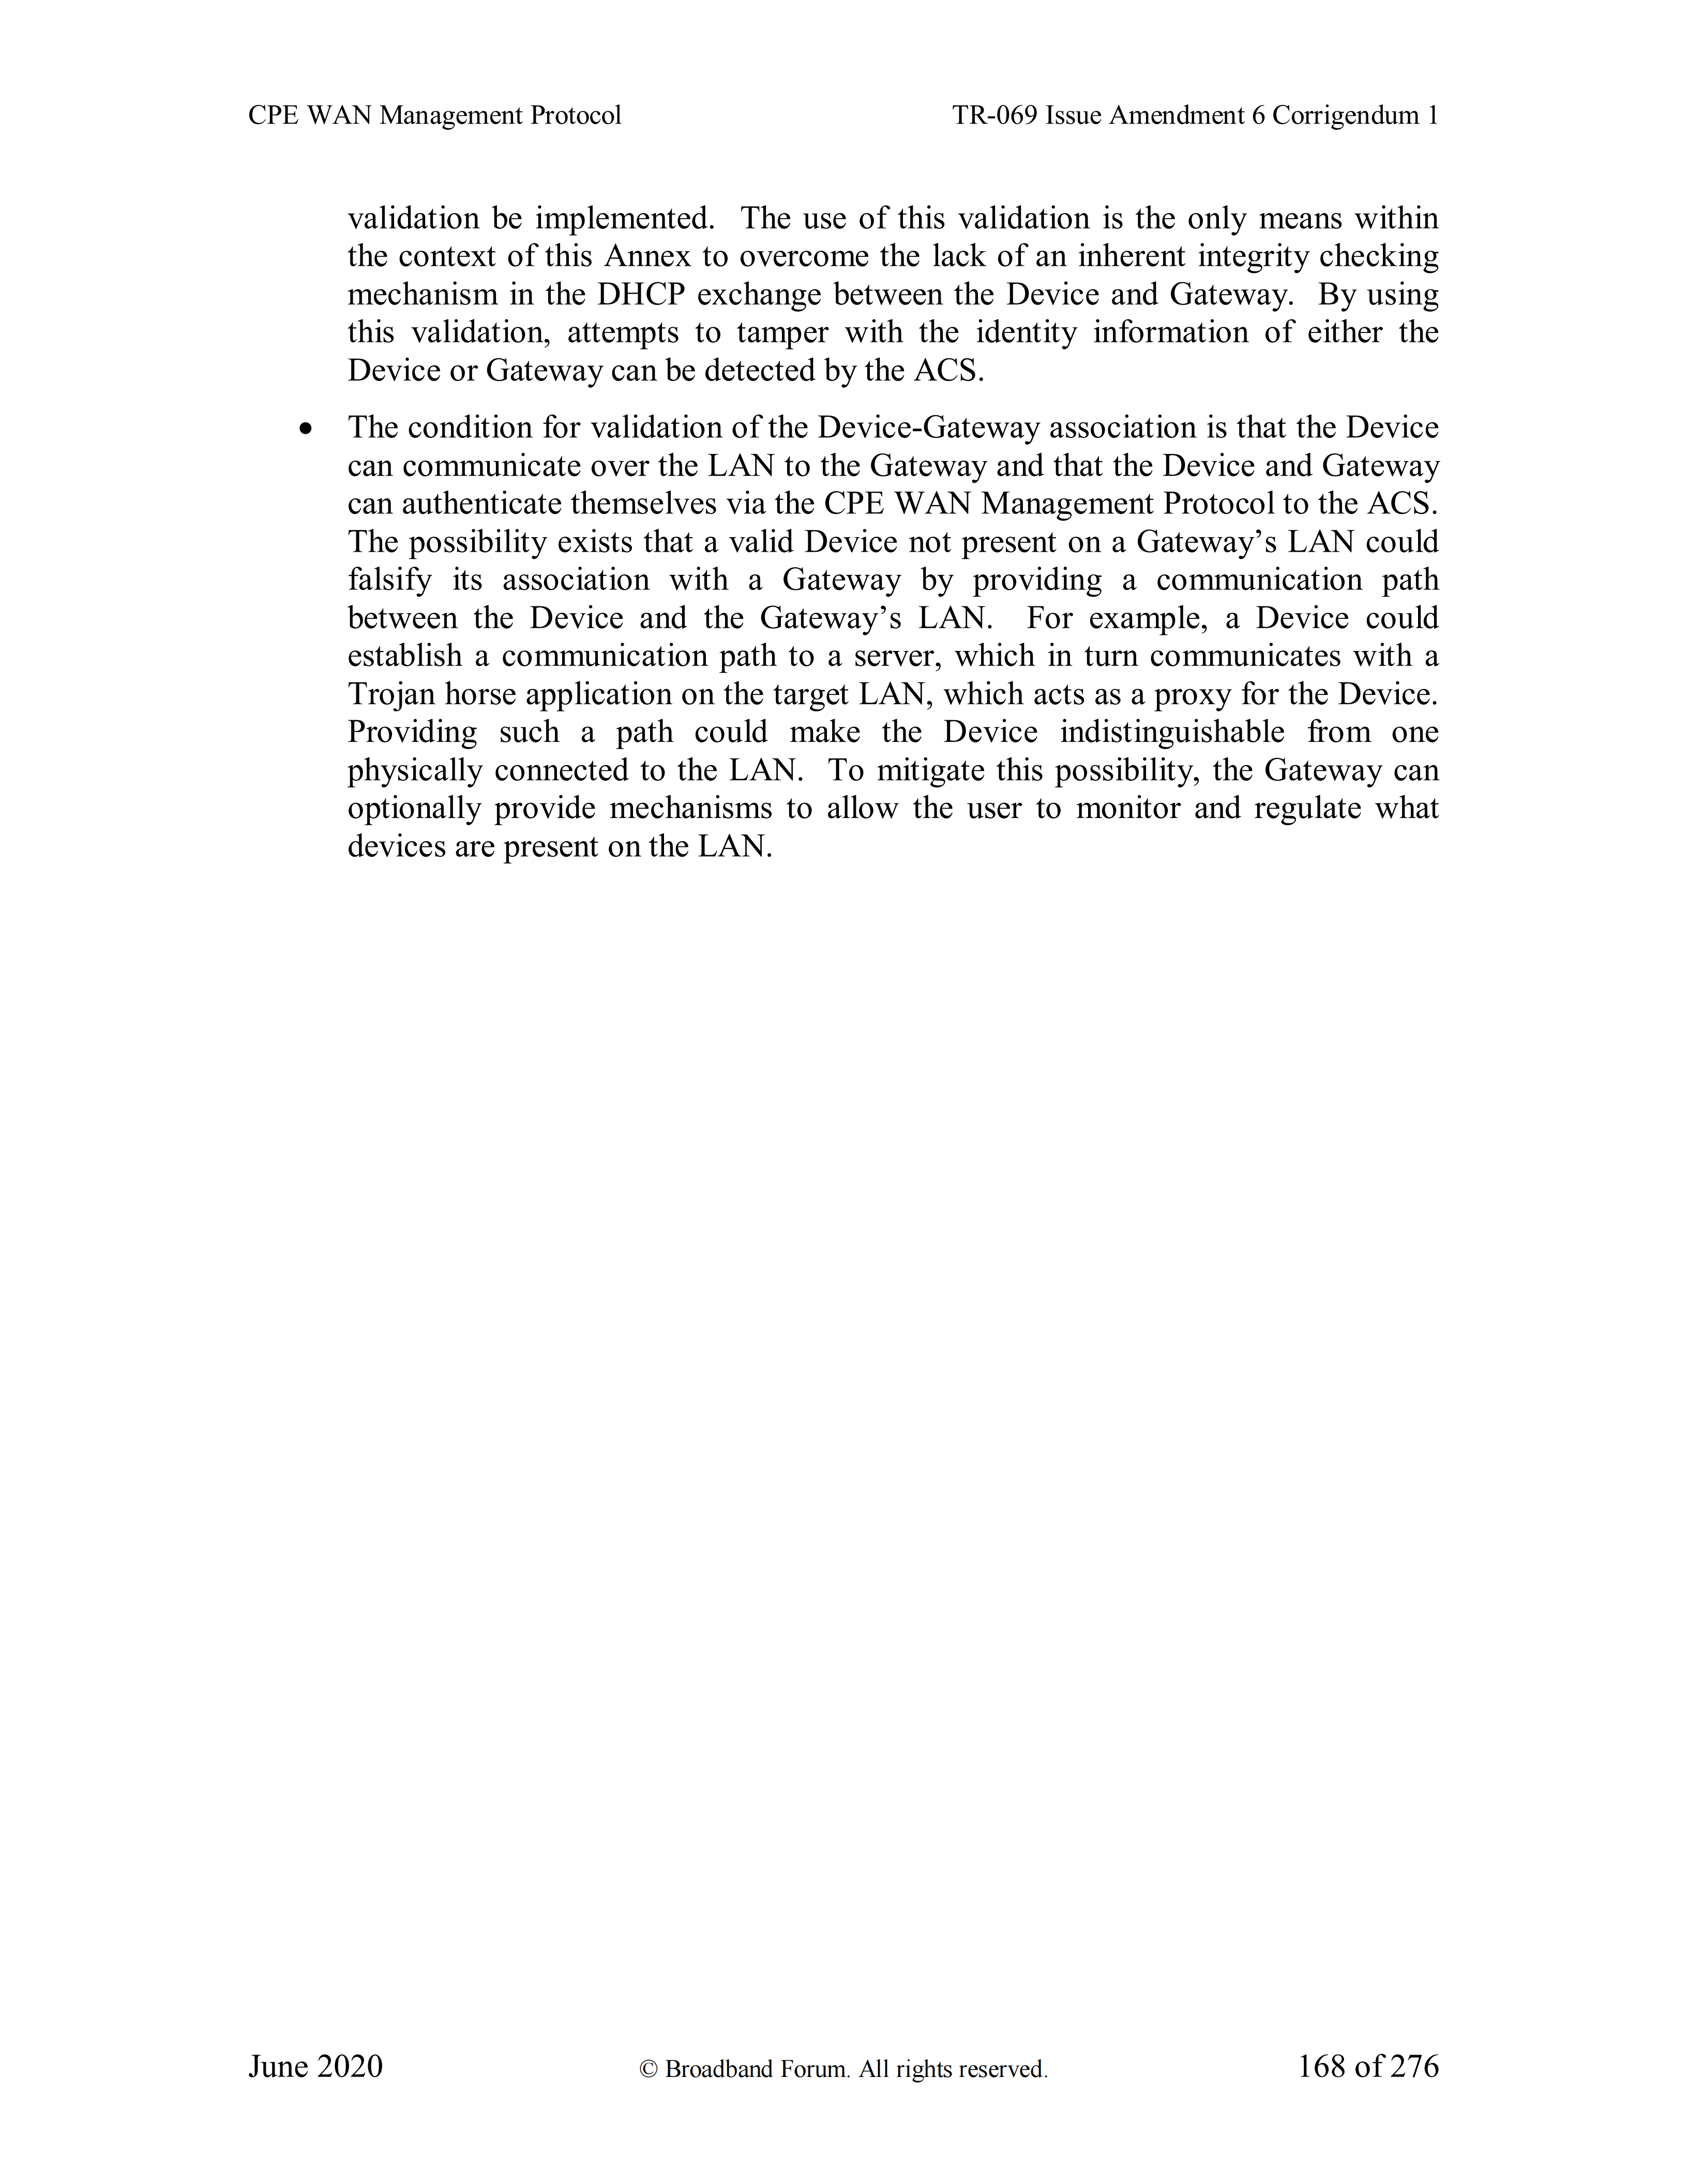 CPE WAN Management Protocol TR-069 Issue Amendment 6 Corrigendum 1
validation be implemented.  The use of this validation is the only means within
the context of this Annex to overcome the lack of an inherent integrity checking
mechanism in the DHCP exchange between the Device and Gateway.  By using
this validation, attempts to tamper with the identity information of either the
Device or Gateway can be detected by the ACS.
• The condition for validation of the Device-Gateway association is that the Device
can communicate over the LAN to the Gateway and that the Device and Gateway
can authenticate themselves via the CPE WAN Management Protocol to the ACS.
The possibility exists that a valid Device not present on a Gateway’s LAN could
falsify its association with a Gateway by providing a communication path
between the Device and the Gateway’s LAN.  For example, a Device could
establish a communication path to a server, which in turn communicates with a
Trojan horse application on the target LAN, which acts as a proxy for the Device.
Providing such a path could make the Device indistinguishable from one
physically connected to the LAN.  To mitigate this possibility, the Gateway can
optionally provide mechanisms to allow the user to monitor and regulate what
devices are present on the LAN.
June 2020 © Broadband Forum. All rights reserved. 168 of 276